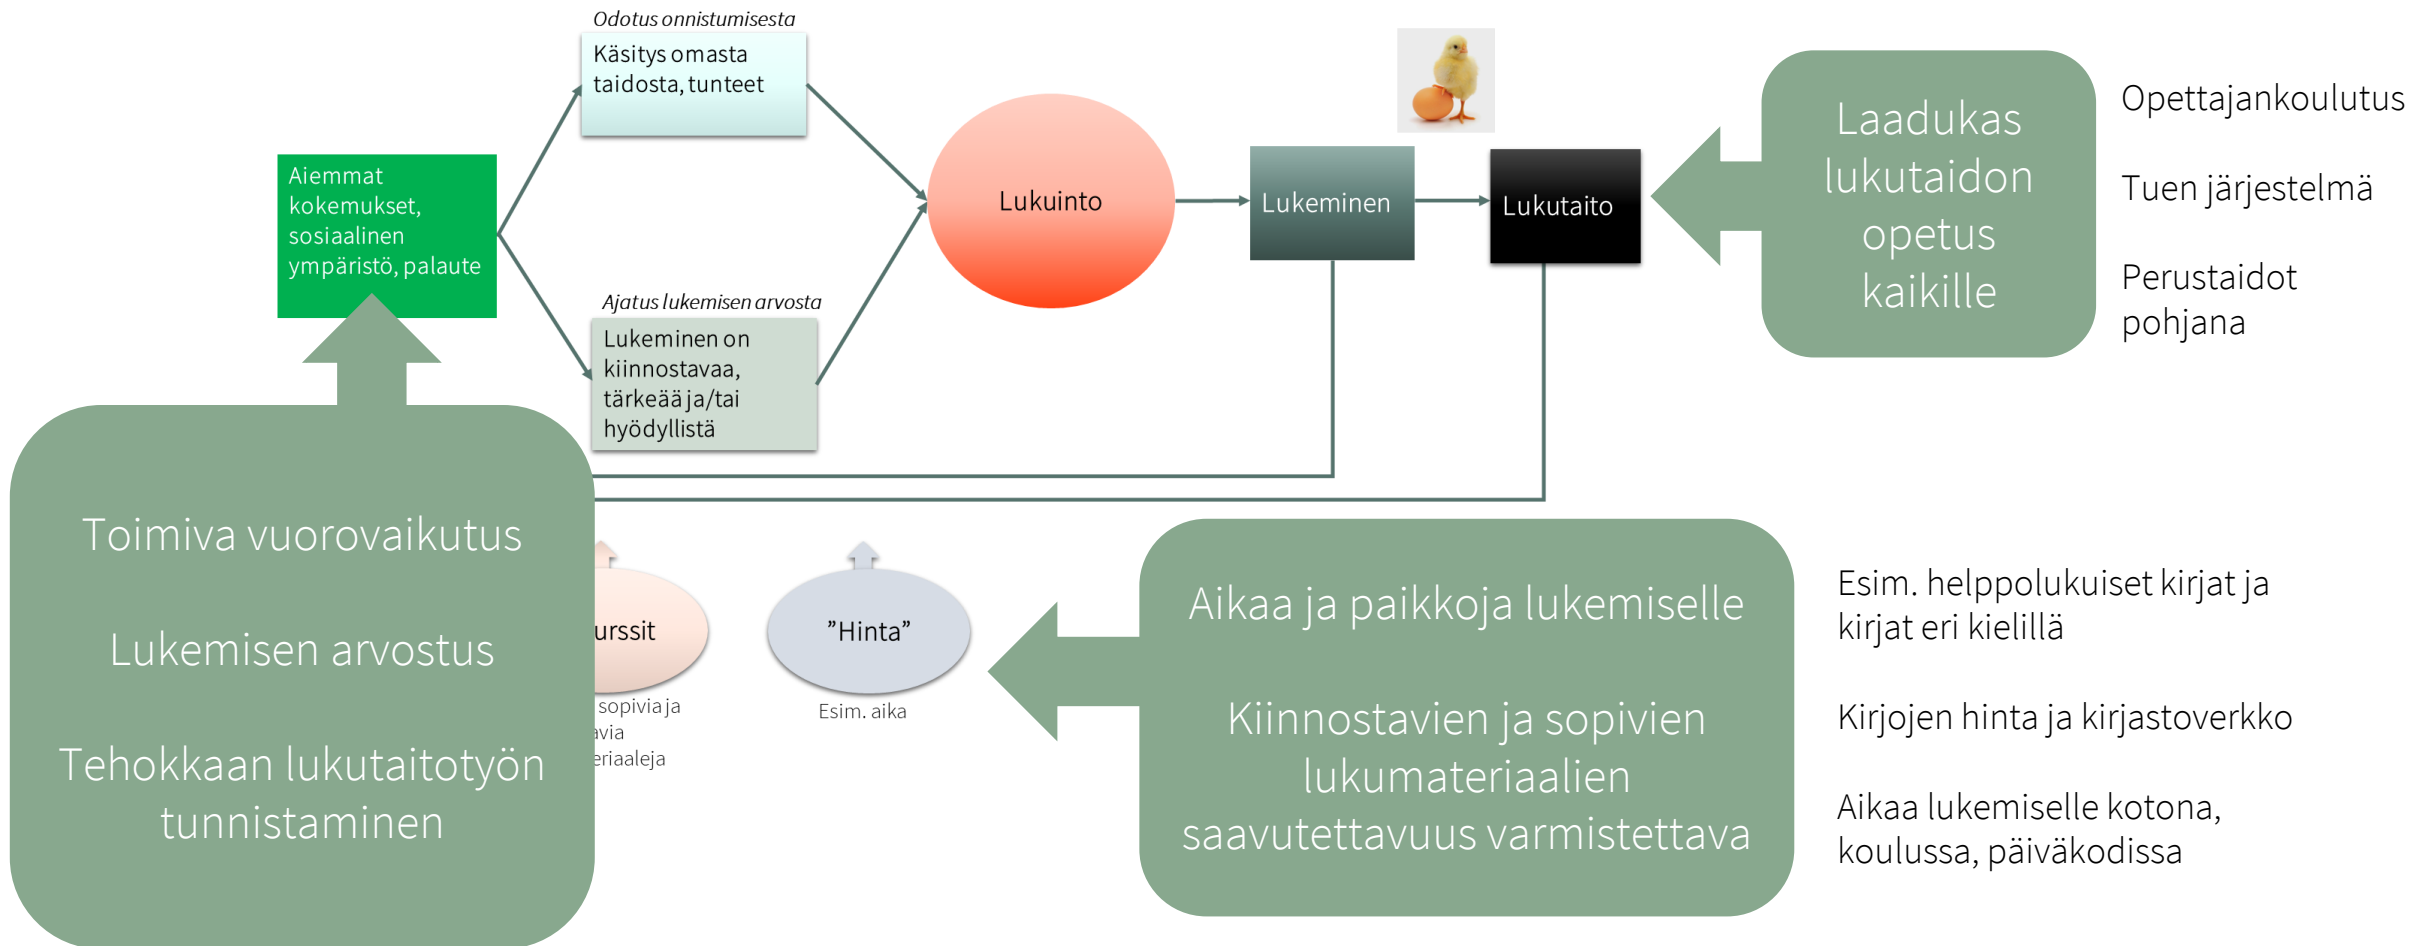 Odotus onnistumisesta
Käsitys omasta
taidosta, tunteet
Aiemmat
kokemukset,
sosiaalinen
ympäristö, palaute
Ajatus lukemisen arvosta
Lukeminen on
kiinnostavaa,
tärkeää ja/tai
hyödyllistä
Lukuinto
Lukeminen
Lukutaito
Laadukas
lukutaidon
opetus
kaikille
Opettajankoulutus
Tuen järjestelmä
Perustaidot
pohjana
Toimiva vuorovaikutus
Lukemisen arvostus
Tehokkaan lukutaitotyön
tunnistaminen
urssit
sopivia ja
avia
eriaaleja
”Hinta”
Esim. aika
Aikaa ja paikkoja lukemiselle
Kiinnostavien ja sopivien
lukumateriaalien
saavutettavuus varmistettava
Esim. helppolukuiset kirjat ja
kirjat eri kielillä
Kirjojen hinta ja kirjastoverkko
Aikaa lukemiselle kotona,
koulussa, päiväkodissa